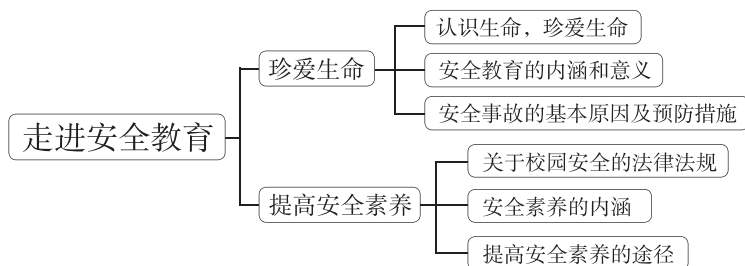 走进安全教育
珍爱生命
认识生命，珍爱生命
安全教育的内涵和意义
安全事故的基本原因及预防措施
提高安全素养
关于校园安全的法律法规
安全素养的内涵
提高安全素养的途径